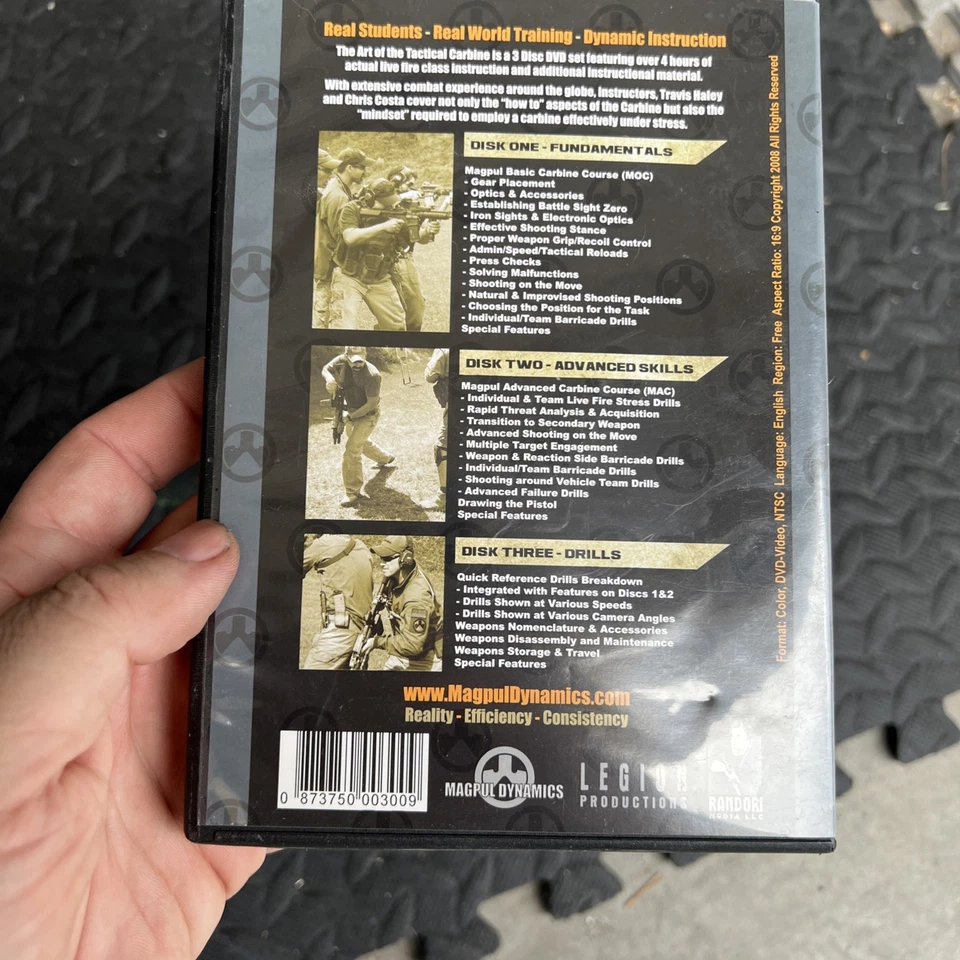 Real Students - Real World Training - Dynamic Instruction
The Art of the Tactical Carbine is a 3 Disc DVD set featuring over 4 hours of
actual live fire class instruction and additional instructional material.
With extensive combat experience around the globe, Instructors, Travis Haley
and Chris Costa cover not only the "how to" aspects of the Carbine but also the
"mindset" required to employ a carbine effectively under stress.
DISK ONE - FUNDAMENTALS
Magpul Basic Carbine Course (MOC)
- Gear Placement
- Optics & Accessories
- Establishing Battle Sight Zero
- Iron Sights & Electronic Optics
- Effective Shooting Stance
- Proper Weapon Grip/Recoil Control
- Admin/Speed/Tactical Reloads
- Press Checks
- Solving Malfunctions
- Shooting on the Move
- Natural & Improvised Shooting Positions
- Choosing the Position for the Task
- Individual/Team Barricade Drills
Special Features
DISK TWO - ADVANCED SKILLS
Magpul Advanced Carbine Course (MAC)
- Individual & Team Live Fire Stress Drills
- Rapid Threat Analysis & Acquisition
- Transition to Secondary Weapon
- Advanced Shooting on the Move
- Multiple Target Engagement
- Weapon & Reaction Side Barricade Drills
- Individual/Team Barricade Drills
- Shooting around Vehicle Team Drills
- Advanced Failure Drills
Drawing the Pistol
Special Features
DISK THREE - DRILLS
Quick Reference Drills Breakdown
- Integrated with Features on Discs 1&2
- Drills Shown at Various Speeds
- Drills Shown at Various Camera Angles
Weapons Nomenclature & Accessories
Weapons Disassembly and Maintenance
Weapons Storage & Travel
Special Features
www.MagpulDynamics.com
Reality - Efficiency - Consistency
0 873750 003009
MAGPUL DYNAMICS
LEGION
PRODUCTIONS
RANDORI
MEDIA LLC
Format: Color, DVD-Video, NTSC Language: English Region: Free Aspect Ratio: 16:9 Copyright 2008 All Rights Reserved